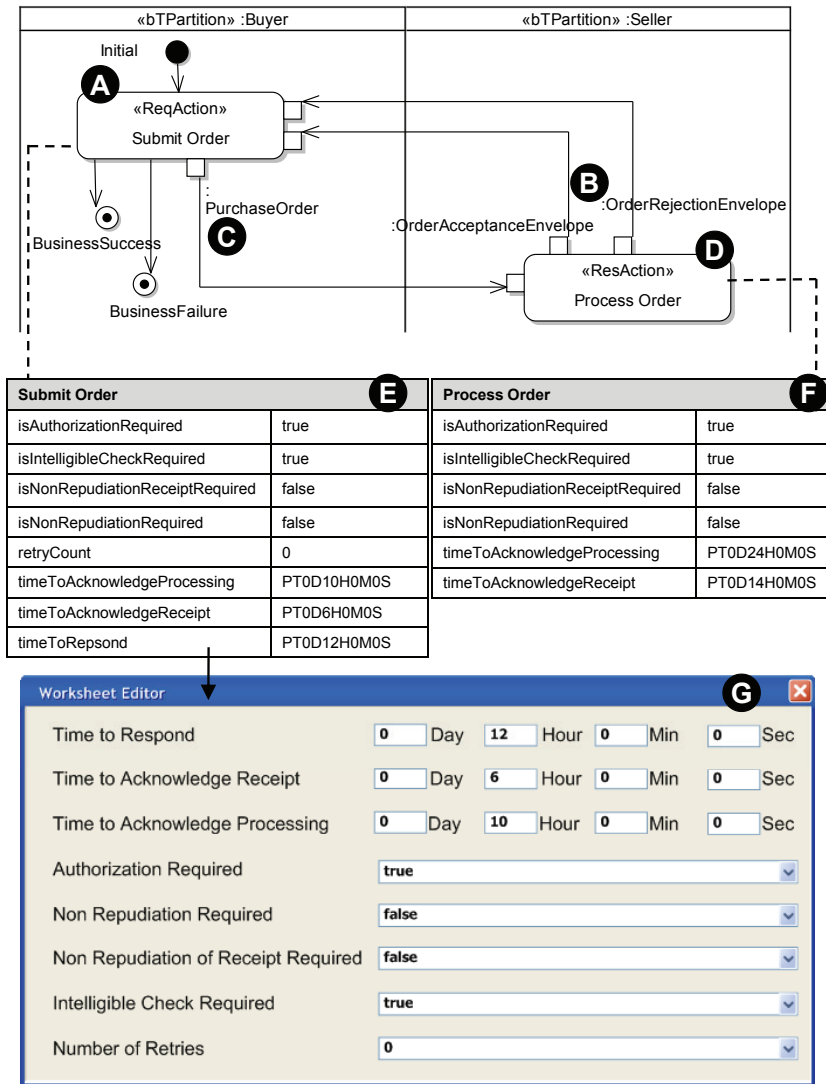 «bTPartition» :Buyer
«bTPartition» :Seller
Initial
A
«ReqAction»
Submit Order
B
:
PurchaseOrder
:OrderRejectionEnvelope
:OrderAcceptanceEnvelope
C
BusinessSuccess
D
«ResAction»
Process Order
BusinessFailure
Submit Order
E
isAuthorizationRequired true
isIntelligibleCheckRequired true
isNonRepudiationReceiptRequired false
isNonRepudiationRequired false
retryCount 0
timeToAcknowledgeProcessing PT0D10H0M0S
timeToAcknowledgeReceipt PT0D6H0M0S
timeToRepsond PT0D12H0M0S
Process Order
F
isAuthorizationRequired true
isIntelligibleCheckRequired true
isNonRepudiationReceiptRequired false
isNonRepudiationRequired false
timeToAcknowledgeProcessing PT0D24H0M0S
timeToAcknowledgeReceipt PT0D14H0M0S
Worksheet Editor
G
Time to Respond 0 Day 12 Hour 0 Min 0 Sec
Time to Acknowledge Receipt 0 Day 6 Hour 0 Min 0 Sec
Time to Acknowledge Processing 0 Day 10 Hour 0 Min 0 Sec
Authorization Required true
Non Repudiation Required false
Non Repudiation of Receipt Required false
Intelligible Check Required true
Number of Retries 0